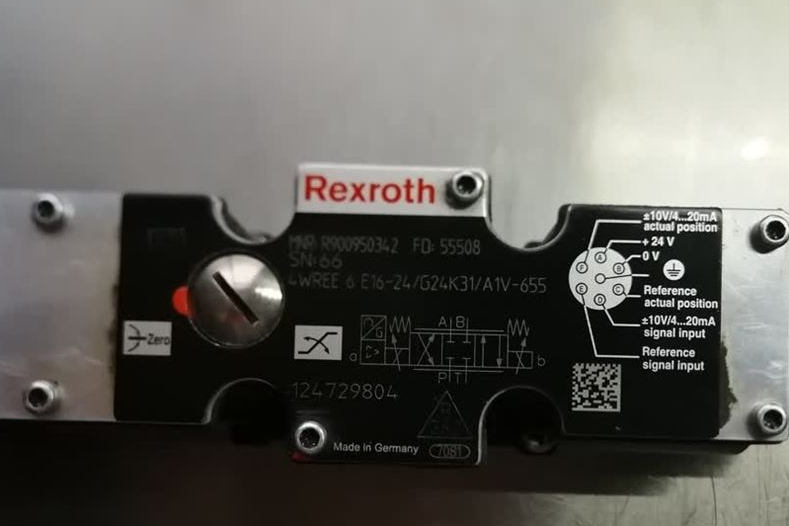 Rexroth
MNR: R900950342 FD: 55508
SN: 66
4WREE 6 E16-24/G24K31/A1V-655
±10V/4...20mA
actual position
+ 24 V
0 V
A
F
B
E
C
D
Reference
actual position
±10V/4...20mA
signal input
Reference
signal input
Zero
A B
a
b
P T
124729804
Made in Germany
7081